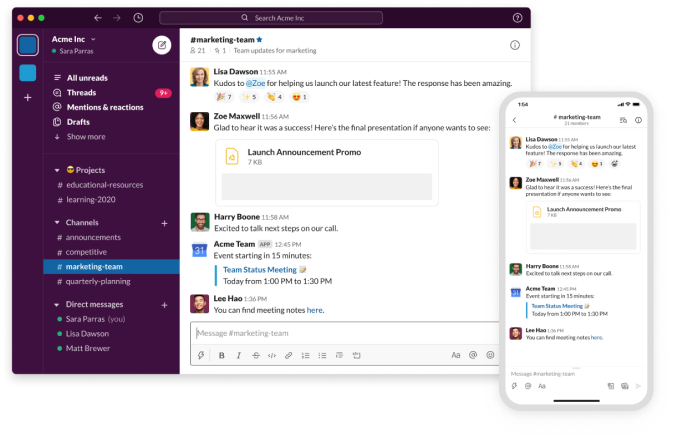 Search Acme Inc
Acme Inc
Sara Parras
All unreads
Threads
9+
Mentions & reactions
Drafts
Show more
Projects
# educational-resources
# learning-2020
Channels
# announcements
# competitive
# marketing-team
# quarterly-planning
Direct messages
Sara Parras (you)
Lisa Dawson
Matt Brewer
#marketing-team
21 | 1 | Team updates for marketing
Lisa Dawson 11:55 AM
Kudos to @Zoe for helping us launch our latest feature! The response has been amazing.
7 5 4 1
Zoe Maxwell 11:56 AM
Glad to hear it was a success! Here's the final presentation if anyone wants to see:
Launch Announcement Promo
7 KB
Harry Boone 11:58 AM
Excited to talk next steps on our call.
31
Acme Team APP 12:45 PM
Event starting in 15 minutes:
Team Status Meeting
Today from 1:00 PM to 1:30 PM
Lee Hao 1:36 PM
You can find meeting notes here.
Message #marketing-team
B I S
Aa @
1:54
# marketing-team
21 members
Lisa Dawson 11:55 AM
Kudos to @Zoe for helping us launch our latest
feature! The response has been amazing.
7 5 4 1
Zoe Maxwell 11:56 AM
Glad to hear it was a success! Here's the final
presentation if anyone wants to see:
Launch Announcement Promo
7 KB
Harry Boone 11:58 AM
Excited to talk next steps on our call.
31
Acme Team 12:45 PM
Event starting in 15 minutes:
Team Status Meeting
Today from 1:00 PM to 1:30 PM
Lee Hao 1:36 PM
You can find meeting notes here.
Message #marketing-team
@ Aa